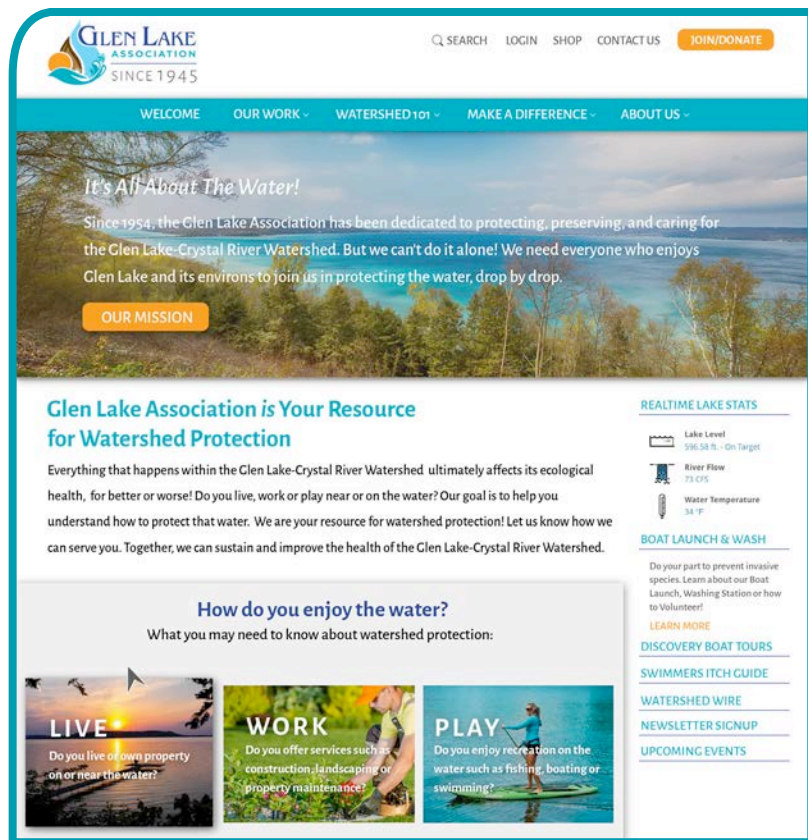 GLEN LAKE
ASSOCIATION
SINCE 1945
SEARCH LOGIN SHOP CONTACT US JOIN/DONATE
WELCOME OUR WORK WATERSHED 101 MAKE A DIFFERENCE ABOUT US
It's All About The Water!
Since 1954, the Glen Lake Association has been dedicated to protecting, preserving, and caring for
the Glen Lake-Crystal River Watershed. But we can't do it alone! We need everyone who enjoys
Glen Lake and its environs to join us in protecting the water, drop by drop.
OUR MISSION
Glen Lake Association is Your Resource
for Watershed Protection
Everything that happens within the Glen Lake-Crystal River Watershed ultimately affects its ecological
health, for better or worse! Do you live, work or play near or on the water? Our goal is to help you
understand how to protect that water. We are your resource for watershed protection! Let us know how we
can serve you. Together, we can sustain and improve the health of the Glen Lake-Crystal River Watershed.
How do you enjoy the water?
What you may need to know about watershed protection:
LIVE
Do you live or own property
on or near the water?
WORK
Do you offer services such as
construction, landscaping or
property maintenance?
PLAY
Do you enjoy recreation on the
water such as fishing, boating or
swimming?
REALTIME LAKE STATS
Lake Level
596.58 ft. - On Target
River Flow
73 CFS
Water Temperature
34 °F
BOAT LAUNCH & WASH
Do your part to prevent invasive
species. Learn about our Boat
Launch, Washing Station or how
to Volunteer!
LEARN MORE
DISCOVERY BOAT TOURS
SWIMMERS ITCH GUIDE
WATERSHED WIRE
NEWSLETTER SIGNUP
UPCOMING EVENTS